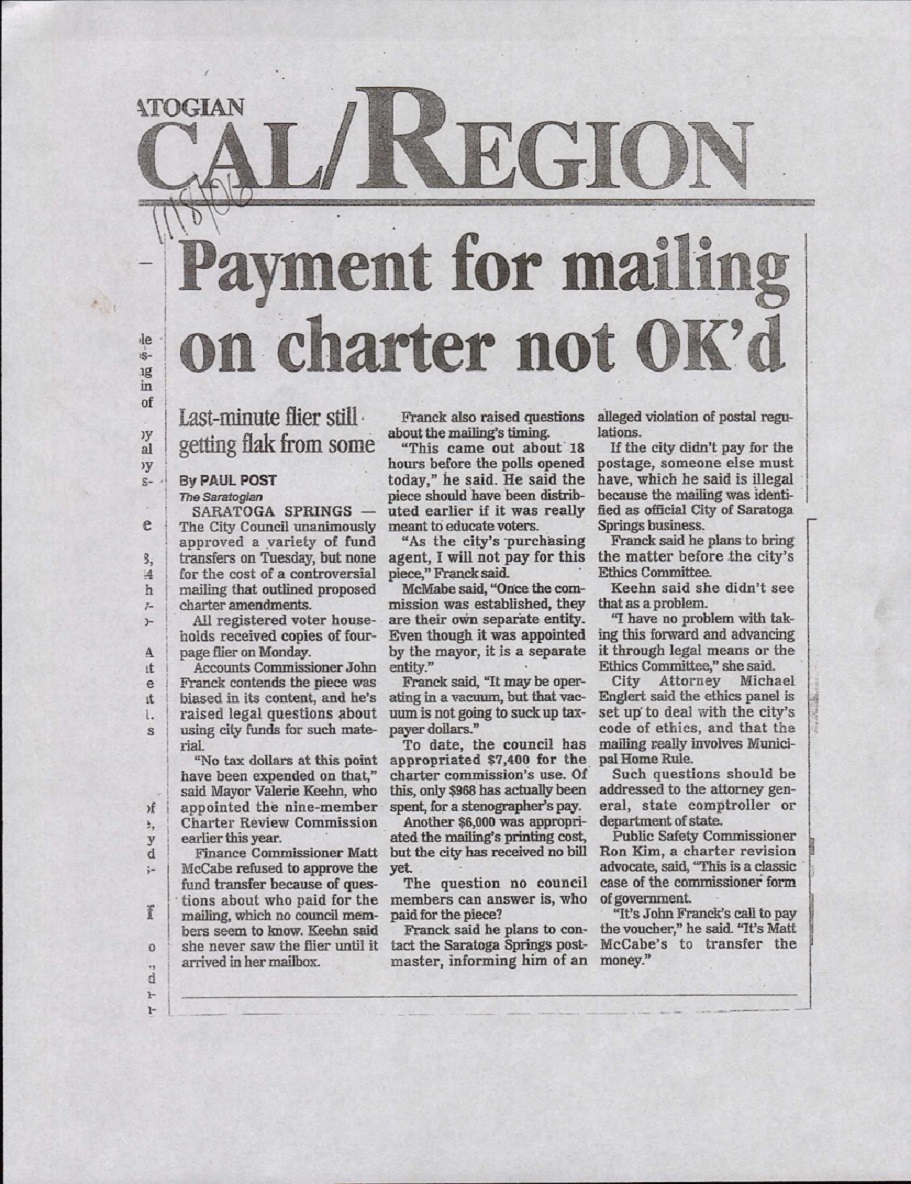 ATOGIAN
CAL/REGION
11/8/06
Payment for mailing
on charter not OK'd
Last-minute flier still
getting flak from some
By PAUL POST
The Saratogian
SARATOGA SPRINGS —
The City Council unanimously
approved a variety of fund
transfers on Tuesday, but none
for the cost of a controversial
mailing that outlined proposed
charter amendments.
All registered voter house-
holds received copies of four-
page flier on Monday.
Accounts Commissioner John
Franck contends the piece was
biased in its content, and he's
raised legal questions about
using city funds for such mate-
rial.
"No tax dollars at this point
have been expended on that,"
said Mayor Valerie Keehn, who
appointed the nine-member
Charter Review Commission
earlier this year.
Finance Commissioner Matt
McCabe refused to approve the
fund transfer because of ques-
tions about who paid for the
mailing, which no council mem-
bers seem to know. Keehn said
she never saw the flier until it
arrived in her mailbox.
Franck also raised questions
about the mailing's timing.
"This came out about 18
hours before the polls opened
today," he said. He said the
piece should have been distrib-
uted earlier if it was really
meant to educate voters.
"As the city's purchasing
agent, I will not pay for this
piece," Franck said.
McMabe said, "Once the com-
mission was established, they
are their own separate entity.
Even though it was appointed
by the mayor, it is a separate
entity."
Franck said, "It may be oper-
ating in a vacuum, but that vac-
uum is not going to suck up tax-
payer dollars."
To date, the council has
appropriated $7,400 for the
charter commission's use. Of
this, only $968 has actually been
spent, for a stenographer's pay.
Another $6,000 was appropri-
ated the mailing's printing cost,
but the city has received no bill
yet.
The question no council
members can answer is, who
paid for the piece?
Franck said he plans to con-
tact the Saratoga Springs post-
master, informing him of an
alleged violation of postal regu-
lations.
If the city didn't pay for the
postage, someone else must
have, which he said is illegal
because the mailing was identi-
fied as official City of Saratoga
Springs business.
Franck said he plans to bring
the matter before the city's
Ethics Committee.
Keehn said she didn't see
that as a problem.
"I have no problem with tak-
ing this forward and advancing
it through legal means or the
Ethics Committee," she said.
City Attorney Michael
Englert said the ethics panel is
set up to deal with the city's
code of ethics, and that the
mailing really involves Munici-
pal Home Rule.
Such questions should be
addressed to the attorney gen-
eral, state comptroller or
department of state.
Public Safety Commissioner
Ron Kim, a charter revision
advocate, said, "This is a classic
case of the commissioner form
of government.
"It's John Franck's call to pay
the voucher," he said. "It's Matt
McCabe's to transfer the
money."